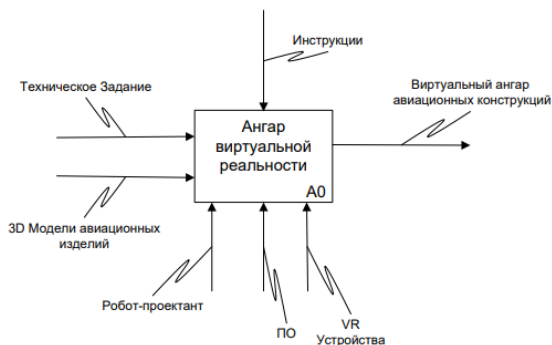 Инструкции
Техническое Задание
Виртуальный ангар
авиационных конструкций
Ангар
виртуальной
реальности
A0
3D Модели авиационных
изделий
Робот-проектант
ПО
VR
Устройства